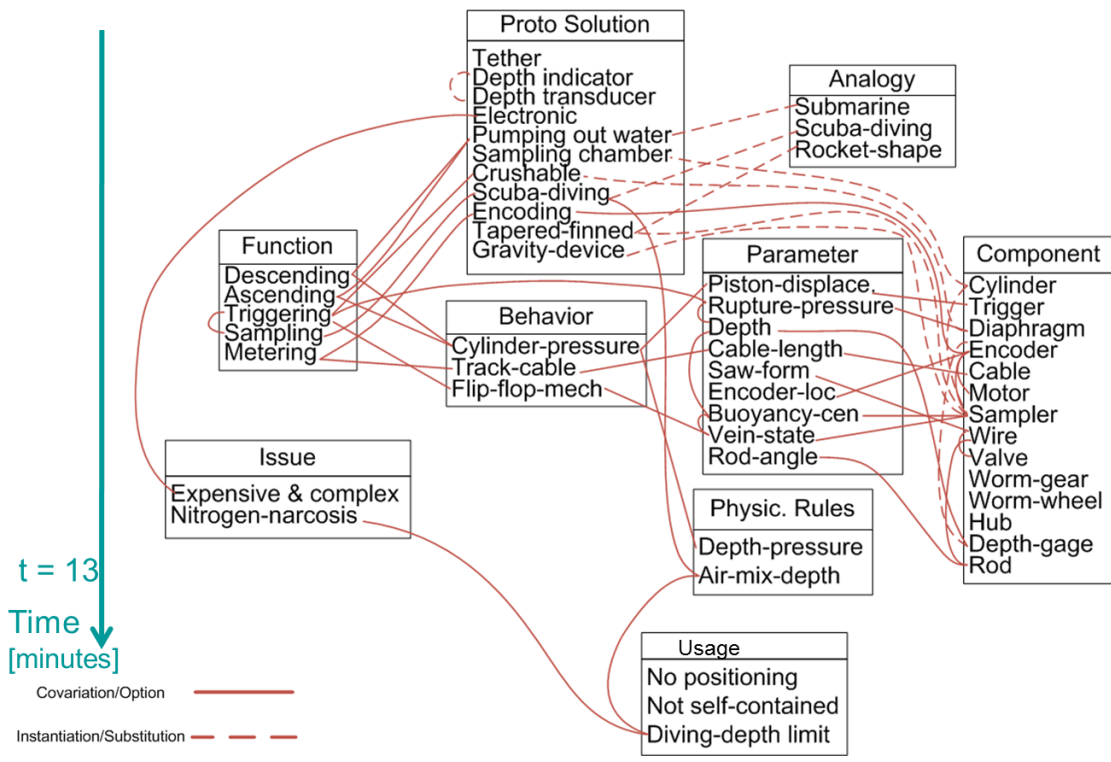 Proto Solution
Tether
Depth indicator
Depth transducer
Electronic
Pumping out water
Sampling chamber
Crushable
Scuba-diving
Encoding
Tapered-finned
Gravity-device
Analogy
Submarine
Scuba-diving
Rocket-shape
Function
Descending
Ascending
Triggering
Sampling
Metering
Behavior
Cylinder-pressure
Track-cable
Flip-flop-mech
Parameter
Piston-displace.
Rupture-pressure
Depth
Cable-length
Saw-form
Encoder-loc
Buoyancy-cen
Vein-state
Rod-angle
Component
Cylinder
Trigger
Diaphragm
Encoder
Cable
Motor
Sampler
Wire
Valve
Worm-gear
Worm-wheel
Hub
Depth-gage
Rod
Issue
Expensive & complex
Nitrogen-narcosis
Physic. Rules
Depth-pressure
Air-mix-depth
Usage
No positioning
Not self-contained
Diving-depth limit
t = 13
Time
[minutes]
Covariation/Option
Instantiation/Substitution